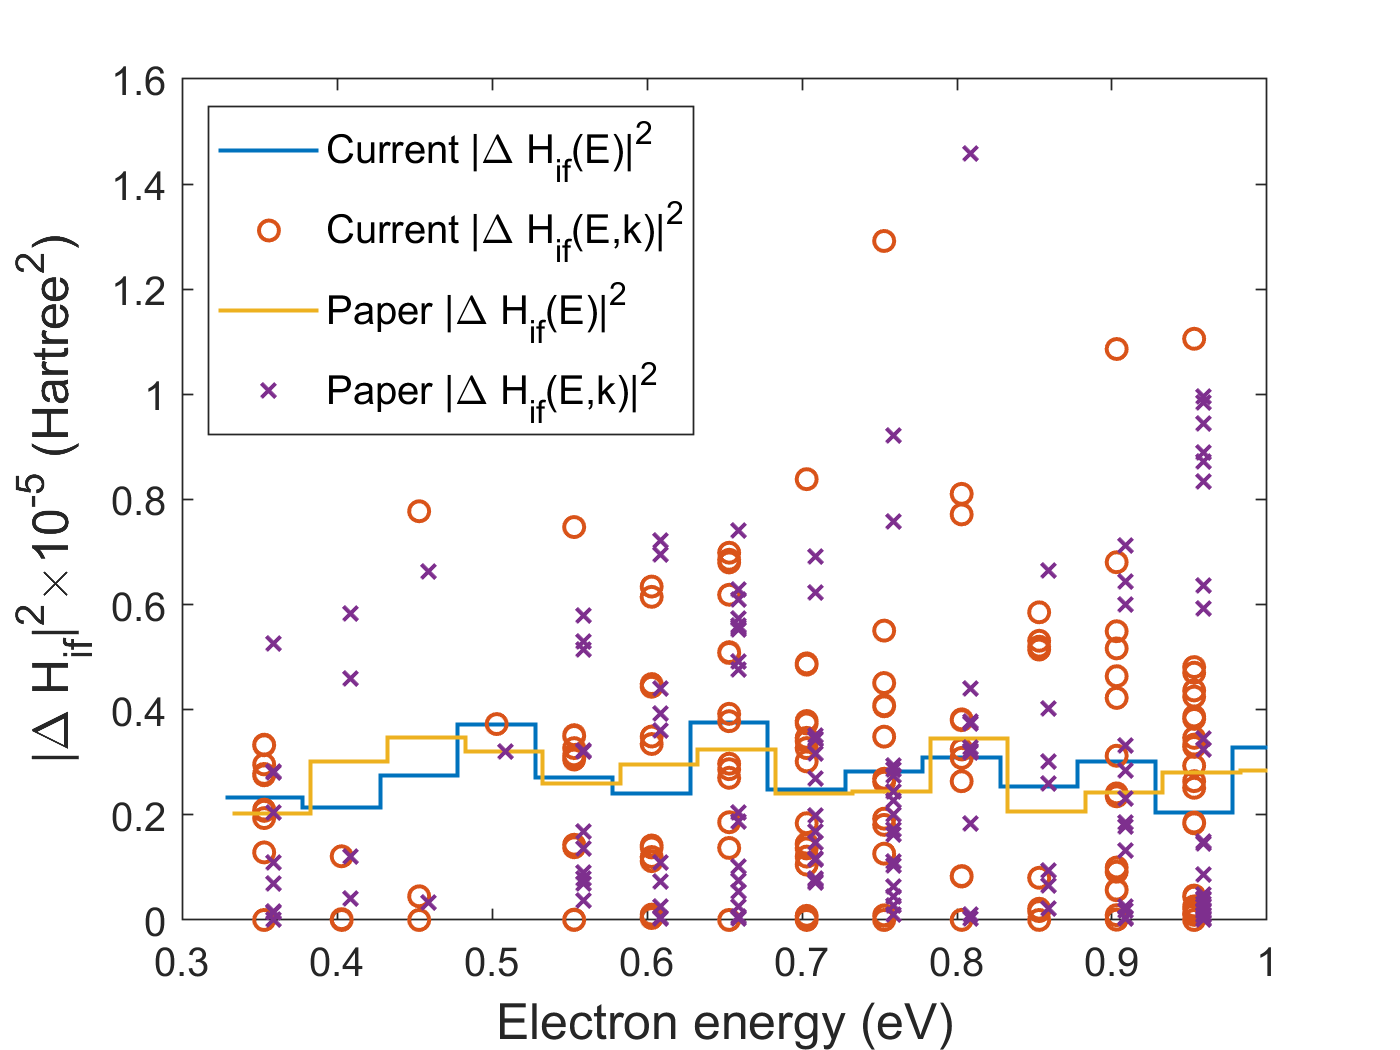 1.6
1.4
1.2
1
0.8
0.6
0.4
0.2
0
0.3 0.4 0.5 0.6 0.7 0.8 0.9 1
Electron energy (eV)
|Δ H_if|^2 × 10^-5 (Hartree^2)
Current |Δ H_if(E)|^2
Current |Δ H_if(E,k)|^2
Paper |Δ H_if(E)|^2
Paper |Δ H_if(E,k)|^2